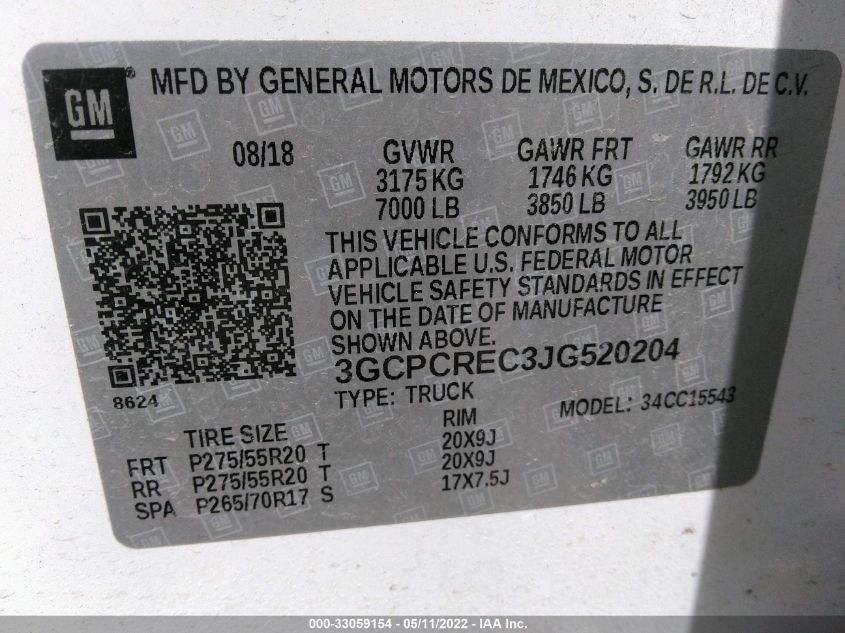 GM
MFD BY GENERAL MOTORS DE MEXICO, S. DE R.L. DE C.V.
08/18 GVWR GAWR FRT GAWR RR
3175 KG 1746 KG 1792 KG
7000 LB 3850 LB 3950 LB
THIS VEHICLE CONFORMS TO ALL
APPLICABLE U.S. FEDERAL MOTOR
VEHICLE SAFETY STANDARDS IN EFFECT
ON THE DATE OF MANUFACTURE
SHOWN ABOVE.
3GCPCREC3JG520204
8624 TYPE: TRUCK MODEL: 34CC15543
TIRE SIZE RIM
FRT P275/55R20 T 20X9J
RR P275/55R20 T 20X9J
SPA P265/70R17 S 17X7.5J
000-33059154 - 05/11/2022 - IAA Inc.